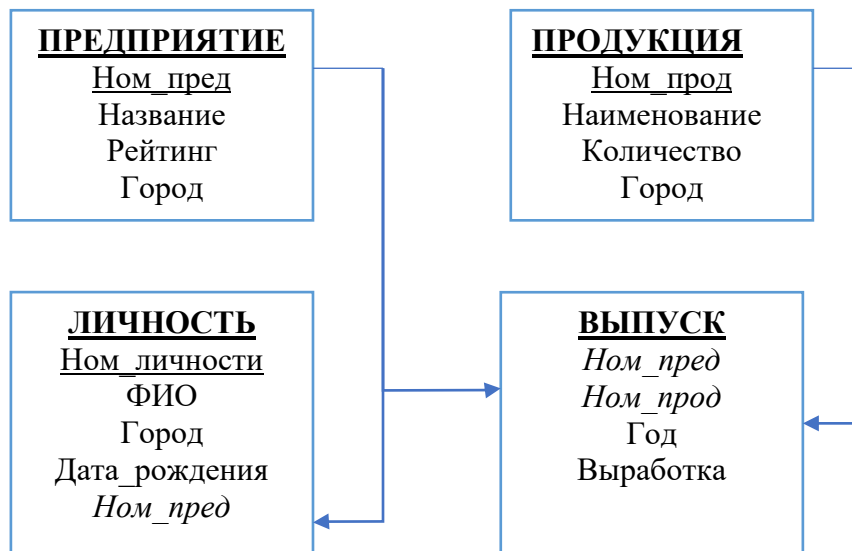 ПРЕДПРИЯТИЕ
Ном_пред
Название
Рейтинг
Город
ПРОДУКЦИЯ
Ном_прод
Наименование
Количество
Город
ЛИЧНОСТЬ
Ном_личности
ФИО
Город
Дата_рождения
Ном_пред
ВЫПУСК
Ном_пред
Ном_прод
Год
Выработка